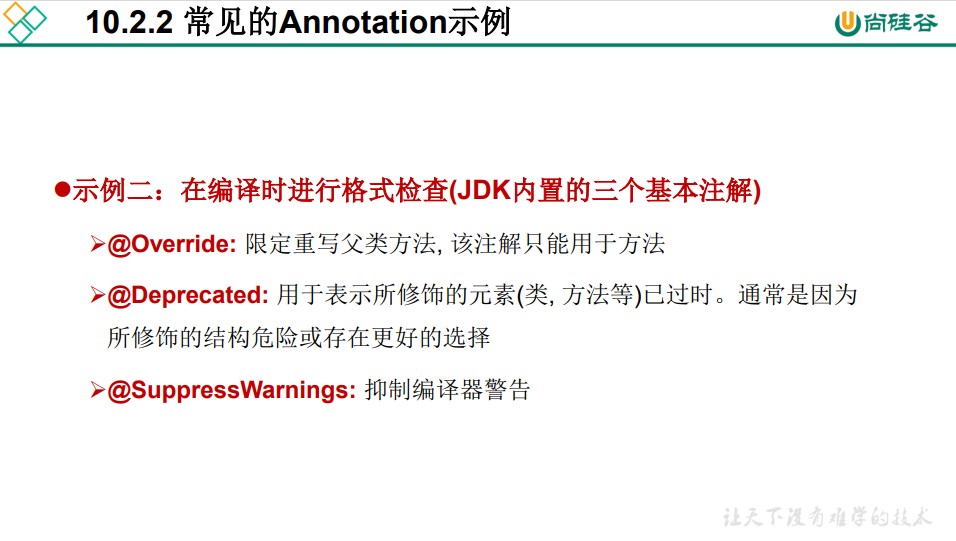 10.2.2 常见的Annotation示例
尚硅谷
●示例二：在编译时进行格式检查(JDK内置的三个基本注解)
➢@Override: 限定重写父类方法, 该注解只能用于方法
➢@Deprecated: 用于表示所修饰的元素(类, 方法等)已过时。通常是因为
所修饰的结构危险或存在更好的选择
➢@SuppressWarnings: 抑制编译器警告
让天下没有难学的技术